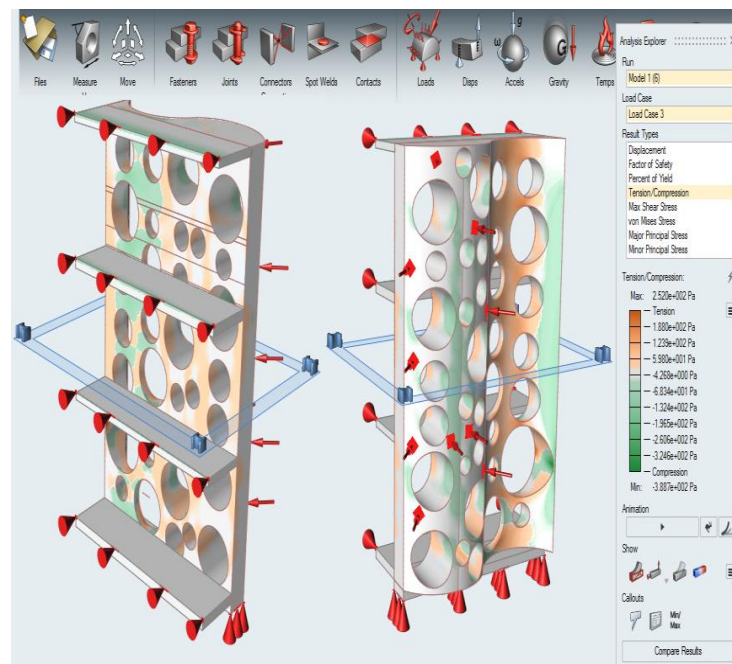 Files
Measure
Move
Fasteners
Joints
Connectors
Spot Welds
Contacts
Loads
Disps
Accels
Gravity
Temps
g
ω
G
Analysis Explorer
Run
Model 1 (6)
Load Case
Load Case 3
Result Types
Displacement
Factor of Safety
Percent of Yield
Tension/Compression
Max Shear Stress
von Mises Stress
Major Principal Stress
Minor Principal Stress
Tension/Compression:
Max: 2.520e+002 Pa
Tension
1.880e+002 Pa
1.239e+002 Pa
5.980e+001 Pa
-4.268e+000 Pa
-6.834e+001 Pa
-1.324e+002 Pa
-1.965e+002 Pa
-2.606e+002 Pa
-3.246e+002 Pa
Compression
Min: -3.887e+002 Pa
Animation
Show
Callouts
Min/
Max
Compare Results